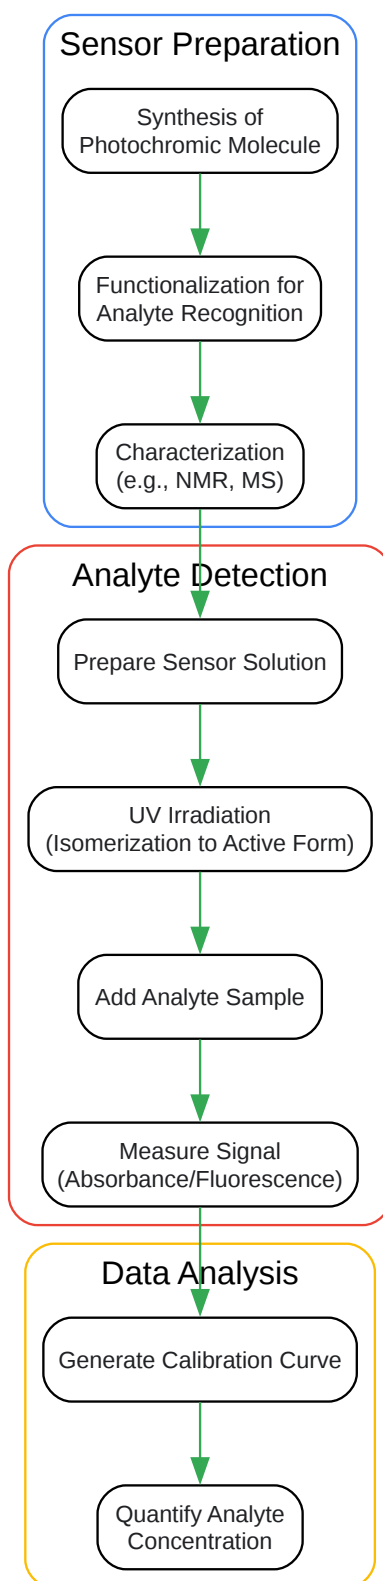 Sensor Preparation
Synthesis of
Photochromic Molecule
Functionalization for
Analyte Recognition
Characterization
(e.g., NMR, MS)
Analyte Detection
Prepare Sensor Solution
UV Irradiation
(Isomerization to Active Form)
Add Analyte Sample
Measure Signal
(Absorbance/Fluorescence)
Data Analysis
Generate Calibration Curve
Quantify Analyte
Concentration